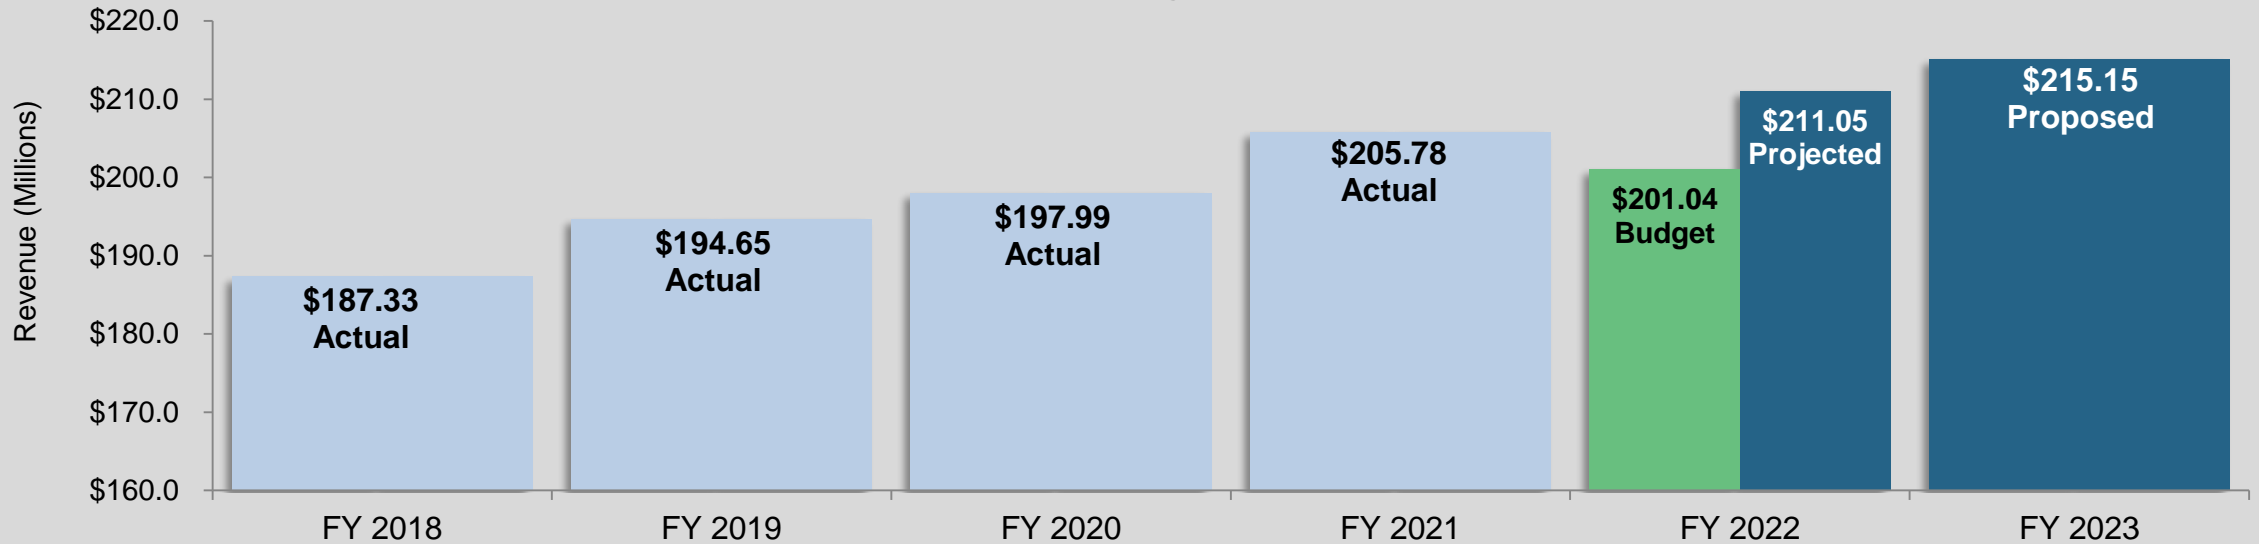 Revenue (Millions)
$220.0
$210.0
$200.0
$190.0
$180.0
$170.0
$160.0
$187.33
Actual
$194.65
Actual
$197.99
Actual
$205.78
Actual
$201.04
Budget
$211.05
Projected
$215.15
Proposed
FY 2018
FY 2019
FY 2020
FY 2021
FY 2022
FY 2023